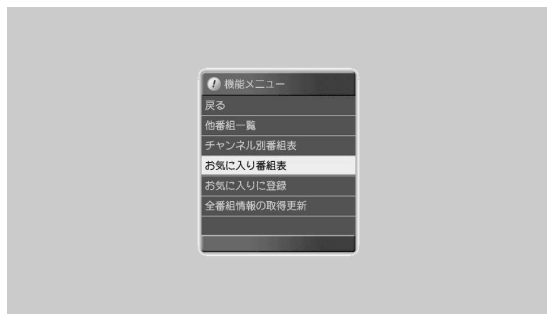 機能メニュー
戻る
他番組一覧
チャンネル別番組表
お気に入り番組表
お気に入りに登録
全番組情報の取得更新